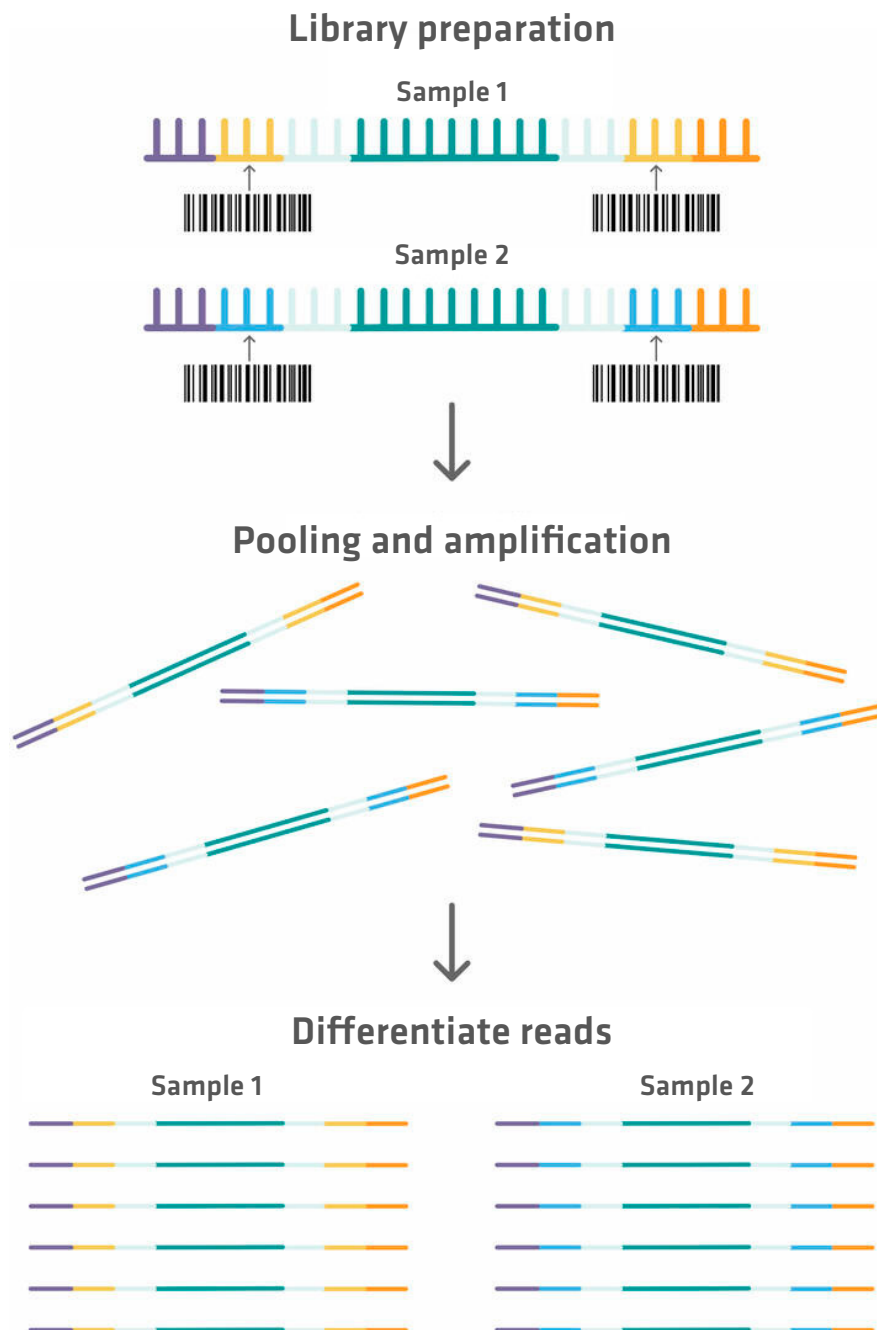 Library preparation
Sample 1
Sample 2
Pooling and amplification
Differentiate reads
Sample 1
Sample 2